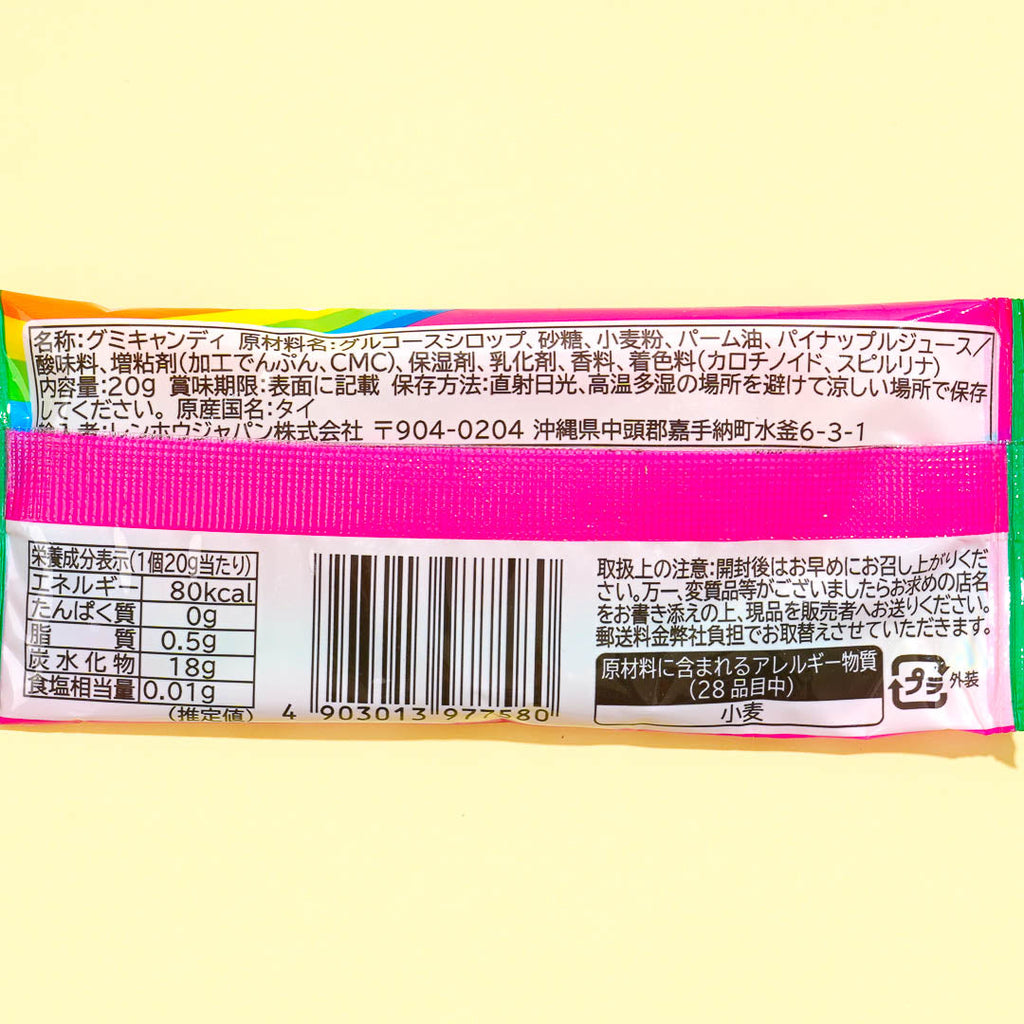 名称:グミキャンディ 原材料名:グルコースシロップ、砂糖、小麦粉、パーム油、パイナップルジュース/
酸味料、増粘剤(加工でんぷん、CMC)、保湿剤、乳化剤、香料、着色料(カロチノイド、スピルリナ)
内容量:20g 賞味期限:表面に記載 保存方法:直射日光、高温多湿の場所を避けて涼しい場所で保存
してください。原産国名:タイ
輸入者:レンホウジャパン株式会社 〒904-0204 沖縄県中頭郡嘉手納町水釜6-3-1
栄養成分表示(1個20g当たり)
エネルギー 80kcal
たんぱく質 0g
脂質 0.5g
炭水化物 18g
食塩相当量 0.01g
(推定値)
4 903013 977580
取扱上の注意:開封後はお早めにお召し上がりくだ
さい。万一、変質品等がございましたらお求めの店名
をお書き添えの上、現品を販売者へお送りください。
郵送料金弊社負担でお取替えさせていただきます。
原材料に含まれるアレルギー物質
(28品目中)
小麦
プラ 外装